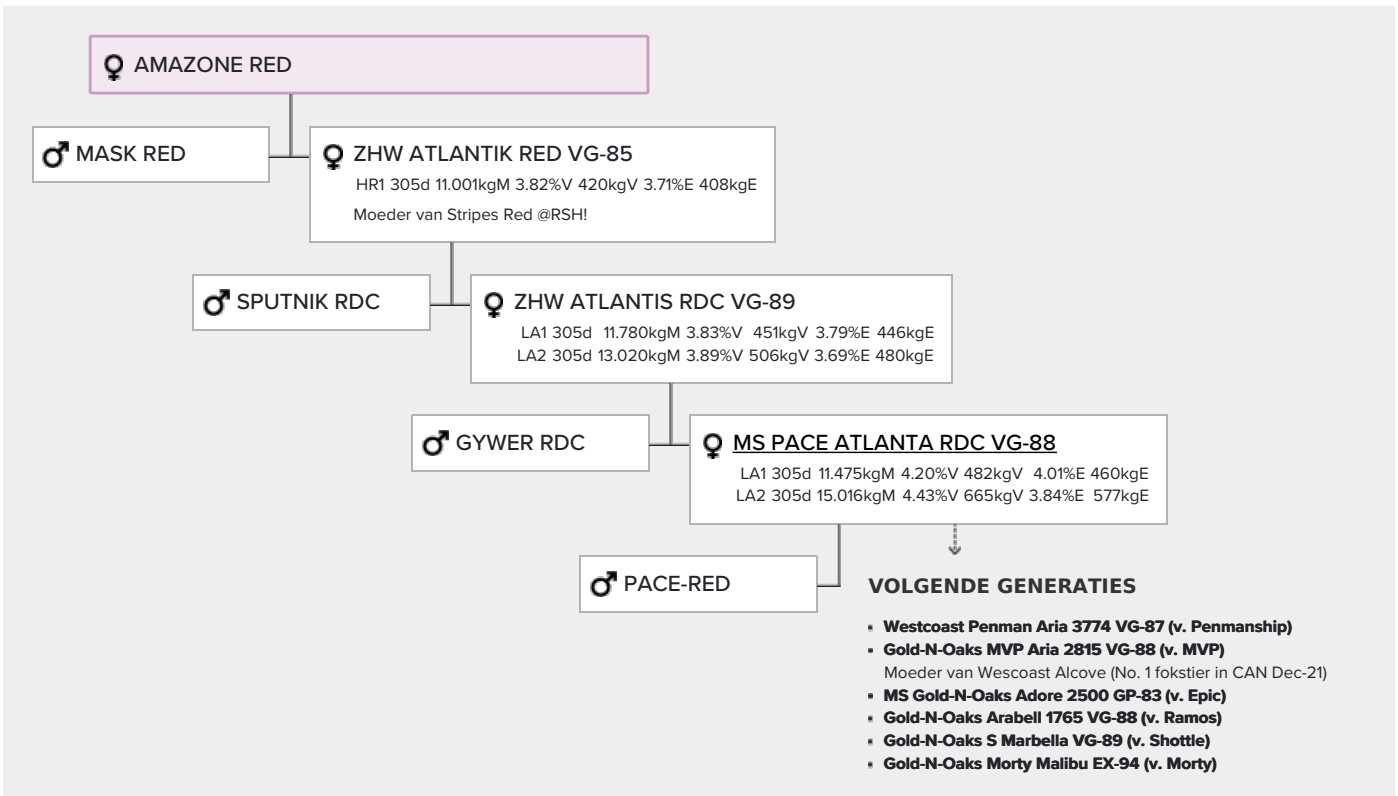 AMAZONE RED
MASK RED
ZHW ATLANTIK RED VG-85
HR1 305d 11.001kgM 3.82%V 420kgV 3.71%E 408kgE
Moeder van Stripes Red @RSH!
SPUTNIK RDC
ZHW ATLANTIS RDC VG-89
LA1 305d 11.780kgM 3.83%V 451kgV 3.79%E 446kgE
LA2 305d 13.020kgM 3.89%V 506kgV 3.69%E 480kgE
GYWER RDC
MS PACE ATLANTA RDC VG-88
LA1 305d 11.475kgM 4.20%V 482kgV 4.01%E 460kgE
LA2 305d 15.016kgM 4.43%V 665kgV 3.84%E 577kgE
PACE-RED
VOLGENDE GENERATIES
Westcoast Penman Aria 3774 VG-87 (v. Penmanship)
Gold-N-Oaks MVP Aria 2815 VG-88 (v. MVP)
Moeder van Wescoast Alcove (No. 1 fokstier in CAN Dec-21)
MS Gold-N-Oaks Adore 2500 GP-83 (v. Epic)
Gold-N-Oaks Arabell 1765 VG-88 (v. Ramos)
Gold-N-Oaks S Marbella VG-89 (v. Shottle)
Gold-N-Oaks Morty Malibu EX-94 (v. Morty)